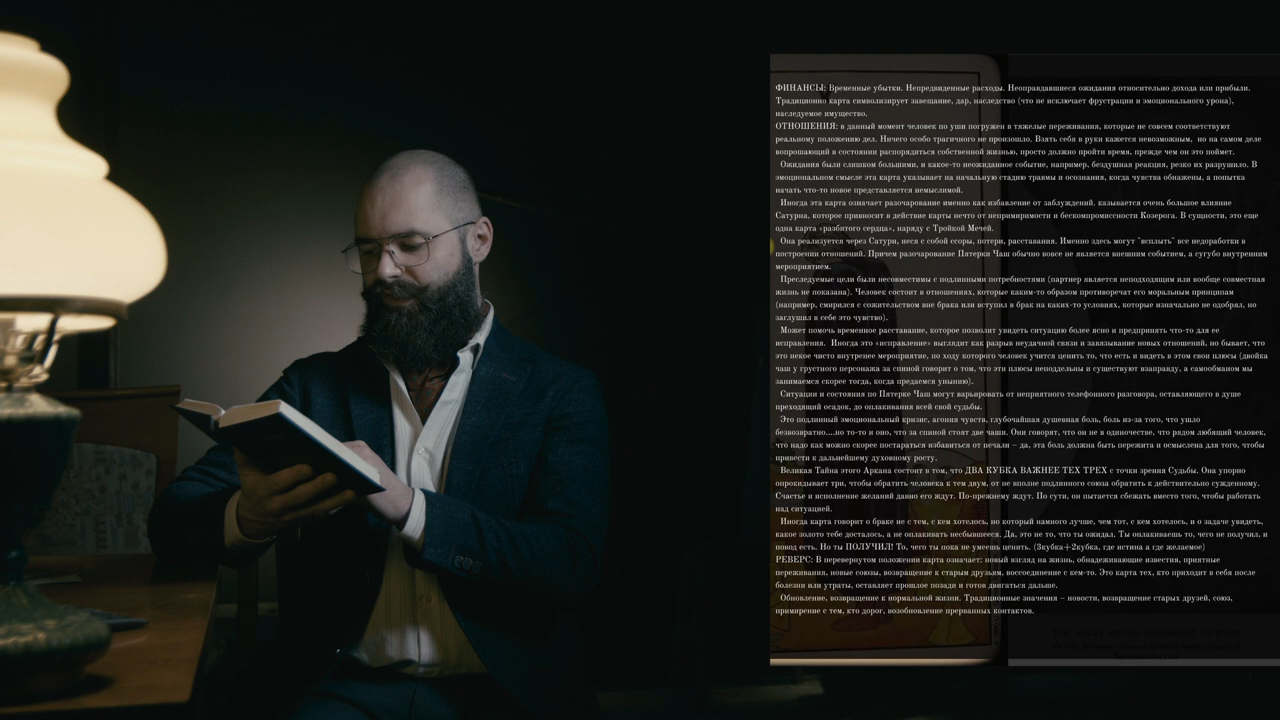 ФИНАНСЫ: Временные убытки. Непредвиденные расходы. Неоправдавшиеся ожидания относительно дохода или прибыли.
Традиционно карта символизирует завещание, дар, наследство (что не исключает фрустрации и эмоционального урона),
наследуемое имущество.
ОТНОШЕНИЯ: в данный момент человек по уши погружен в тяжелые переживания, которые не совсем соответствуют
реальному положению дел. Ничего особо трагичного не произошло. Взять себя в руки кажется невозможным, но на самом деле
вопрошающий в состоянии распорядиться собственной жизнью, просто должно пройти время, прежде чем он это поймет.
Ожидания были слишком большими, и какое-то неожиданное событие, например, бездушная реакция, резко их разрушило. В
эмоциональном смысле эта карта указывает на начальную стадию травмы и осознания, когда чувства обнажены, а попытка
начать что-то новое представляется немыслимой.
Иногда эта карта означает разочарование именно как избавление от заблуждений. казывается очень большое влияние
Сатурна, которое привносит в действие карты нечто от непримиримости и бескомпромиссности Козерога. В сущности, это еще
одна карта «разбитого сердца», наряду с Тройкой Мечей.
Она реализуется через Сатурн, неся с собой ссоры, потери, расставания. Именно здесь могут "всплыть" все недоработки в
построении отношений. Причем разочарование Пятерки Чаш обычно вовсе не является внешним событием, а сугубо внутренним
мероприятием.
Преследуемые цели были несовместимы с подлинными потребностями (партнер является неподходящим или вообще совместная
жизнь не показана). Человек состоит в отношениях, которые каким-то образом противоречат его моральным принципам
(например, смирился с сожительством вне брака или вступил в брак на каких-то условиях, которые изначально не одобрял, но
заглушил в себе это чувство).
Может помочь временное расставание, которое позволит увидеть ситуацию более ясно и предпринять что-то для ее
исправления. Иногда это «исправление» выглядит как разрыв неудачной связи и завязывание новых отношений, но бывает, что
это некое чисто внутренее мероприятие, по ходу которого человек учится ценить то, что есть и видеть в этом свои плюсы (двойка
чаш у грустного персонажа за спиной говорит о том, что эти плюсы неподдельны и существуют взаправду, а самообманом мы
занимаемся скорее тогда, когда предаемся унынию).
Ситуации и состояния по Пятерке Чаш могут варьировать от неприятного телефонного разговора, оставляющего в душе
преходящий осадок, до оплакивания всей свой судьбы.
Это подлинный эмоциональный кризис, агония чувств, глубочайшая душевная боль, боль из-за того, что ушло
безвозвратно....но то-то и оно, что за спиной стоят две чаши. Они говорят, что он не в одиночестве, что рядом любящий человек,
что надо как можно скорее постараться избавиться от печали – да, эта боль должна быть пережита и осмыслена для того, чтобы
привести к дальнейшему духовному росту.
Великая Тайна этого Аркана состоит в том, что ДВА КУБКА ВАЖНЕЕ ТЕХ ТРЕХ с точки зрения Судьбы. Она упорно
опрокидывает три, чтобы обратить человека к тем двум, от не вполне подлинного союза обратить к действительно сужденному.
Счастье и исполнение желаний давно его ждут. По-прежнему ждут. По сути, он пытается сбежать вместо того, чтобы работать
над ситуацией.
Иногда карта говорит о браке не с тем, с кем хотелось, но который намного лучше, чем тот, с кем хотелось, и о задаче увидеть,
какое золото тебе досталось, а не оплакивать несбывшееся. Да, это не то, что ты ожидал. Ты оплакиваешь то, чего не получил, и
повод есть. Но ты ПОЛУЧИЛ! То, чего ты пока не умеешь ценить. (3кубка+2кубка, где истина а где желаемое)
РЕВЕРС: В перевернутом положении карта означает: новый взгляд на жизнь, обнадеживающие известия, приятные
переживания, новые союзы, возвращение к старым друзьям, воссоединение с кем-то. Это карта тех, кто приходит в себя после
болезни или утраты, оставляет прошлое позади и готов двигаться дальше.
Обновление, возвращение к нормальной жизни. Традиционные значения – новости, возвращение старых друзей, союз,
примирение с тем, кто дорог, возобновление прерванных контактов.